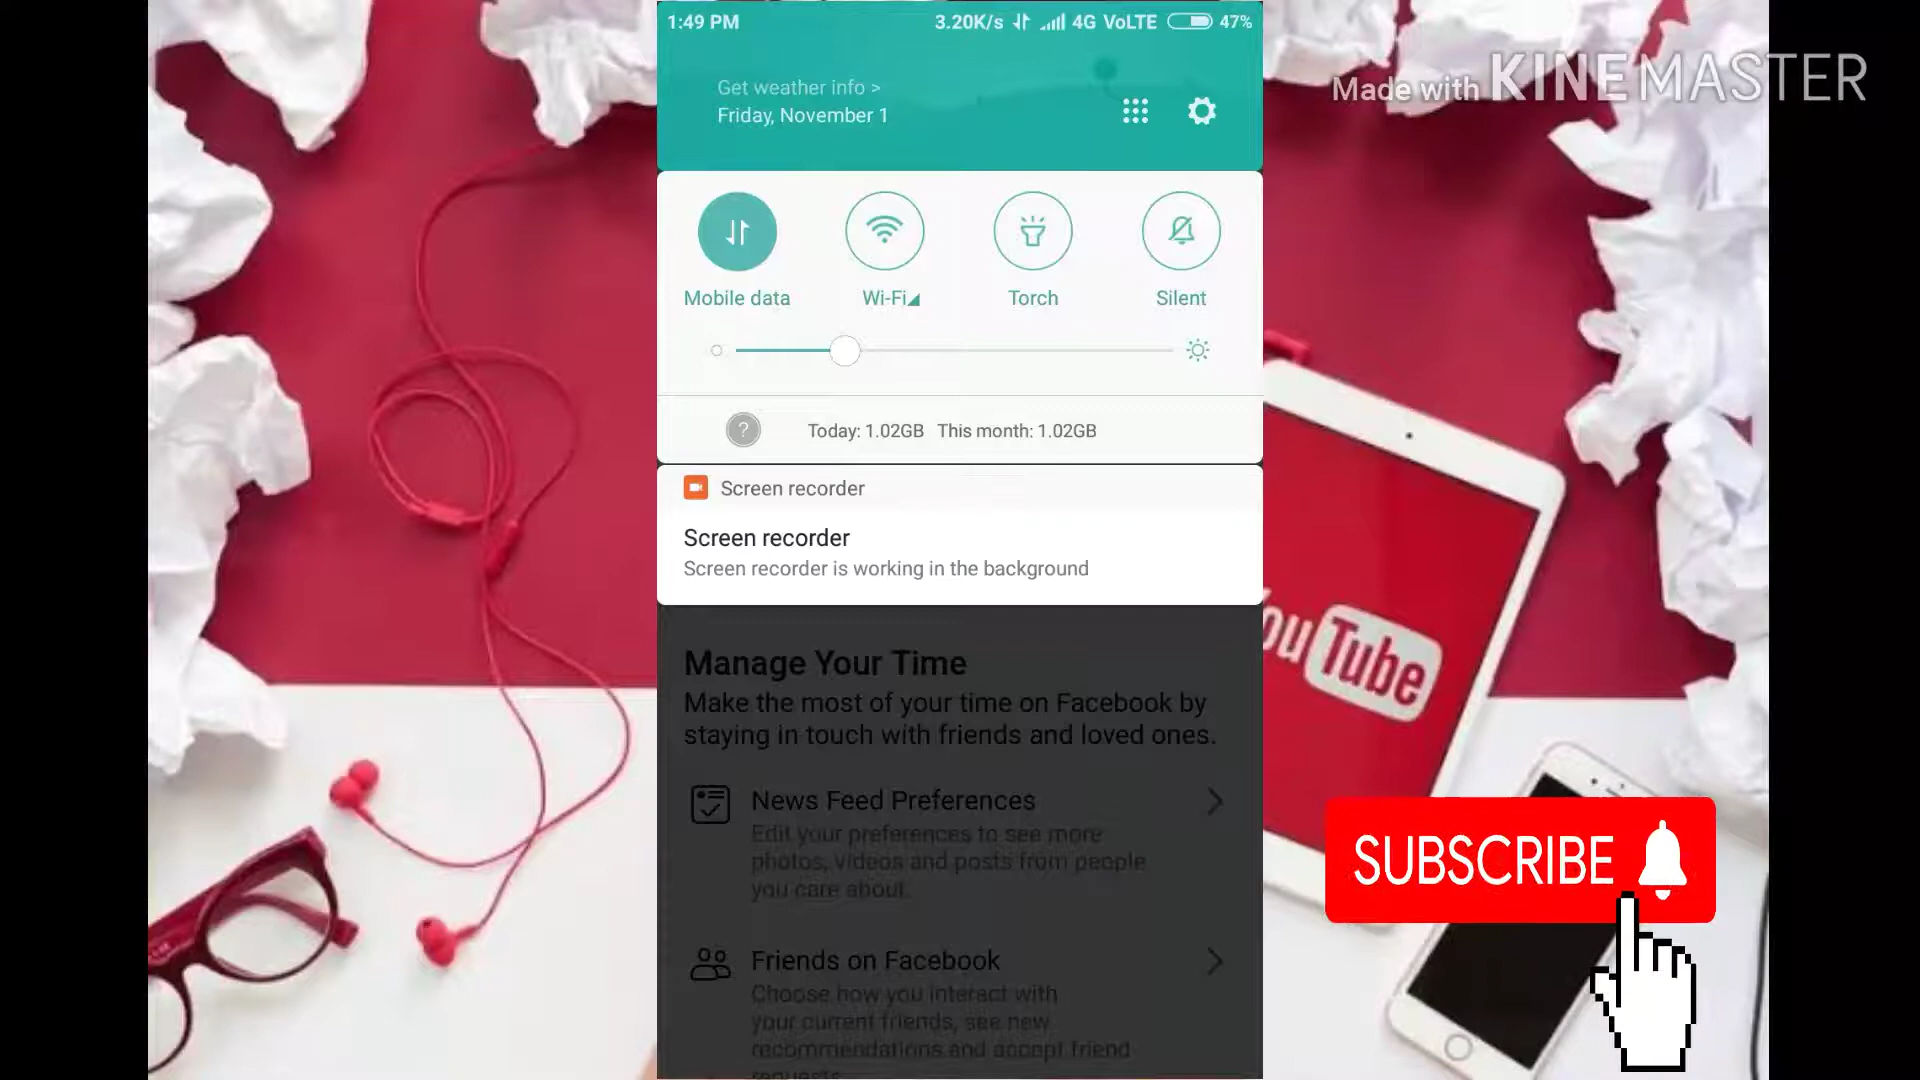 1:49 PM
3.20K/s 4G VoLTE 47%
Made with KINEMASTER
Get weather info >
Friday, November 1
Mobile data
Wi-Fi
Torch
Silent
? Today: 1.02GB This month: 1.02GB
Screen recorder
Screen recorder
Screen recorder is working in the background
Manage Your Time
Make the most of your time on Facebook by
staying in touch with friends and loved ones.
News Feed Preferences
Edit your preferences to see more
photos, videos and posts from people
you care about.
Friends on Facebook
Choose how you interact with
your current friends, see new
recommendations and accept friend
requests.
ouTube
SUBSCRIBE